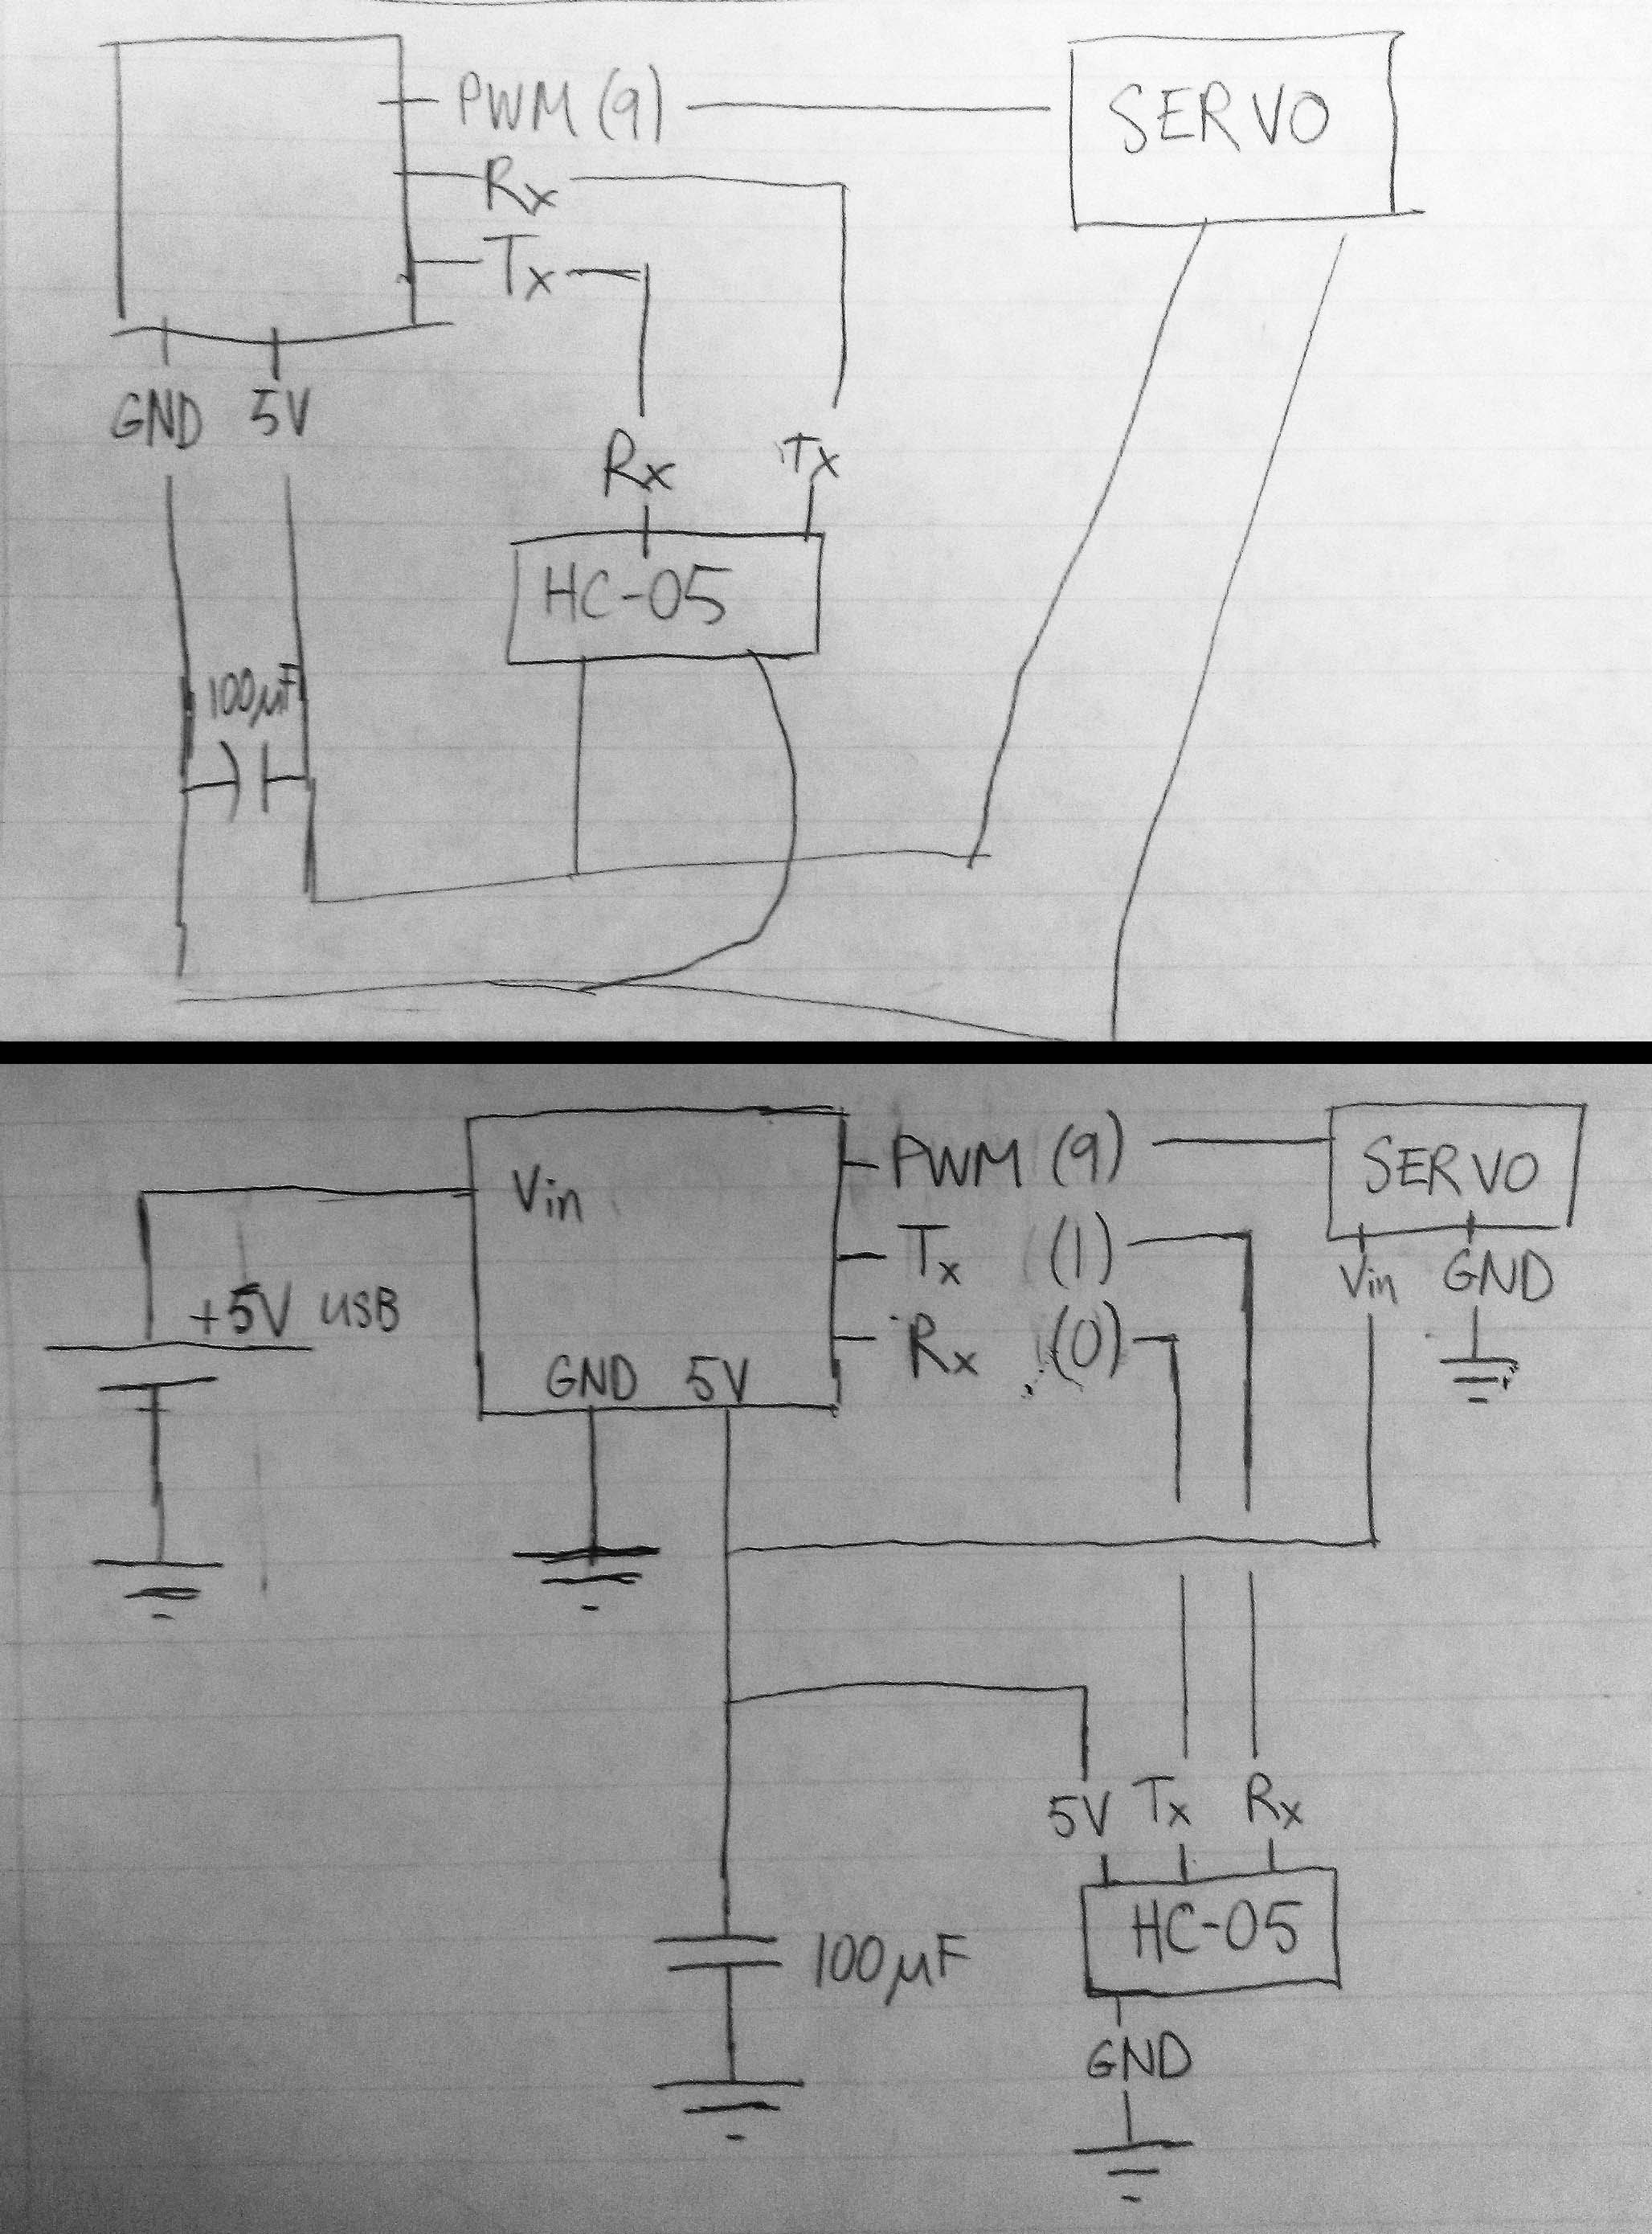 PWM (9)
SERVO
Rx
Tx
GND 5V
Rx Tx
HC-05
100µF
Vin
PWM (9)
SERVO
Tx (1)
Vin GND
+5V USB
Rx (0)
GND 5V
5V Tx Rx
HC-05
100µF
GND